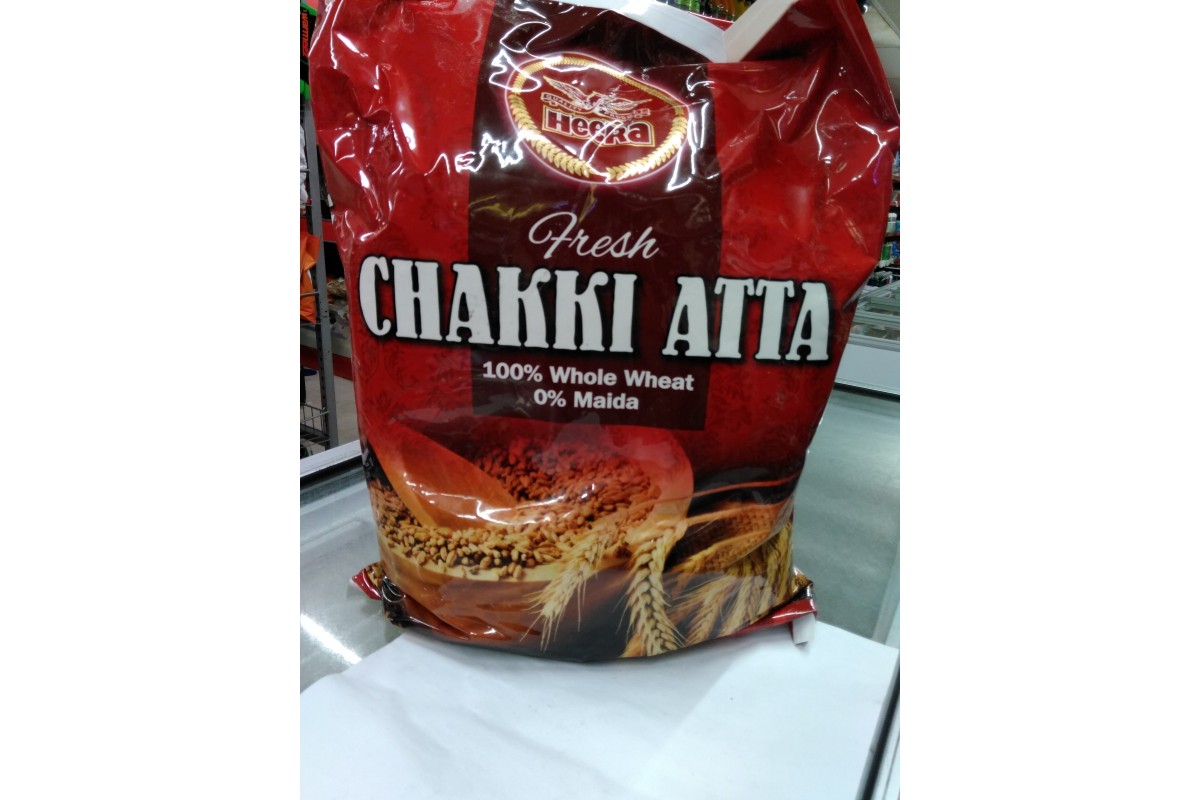 HeeRa
Fresh
CHAKKI ATTA
100% Whole Wheat
0% Maida